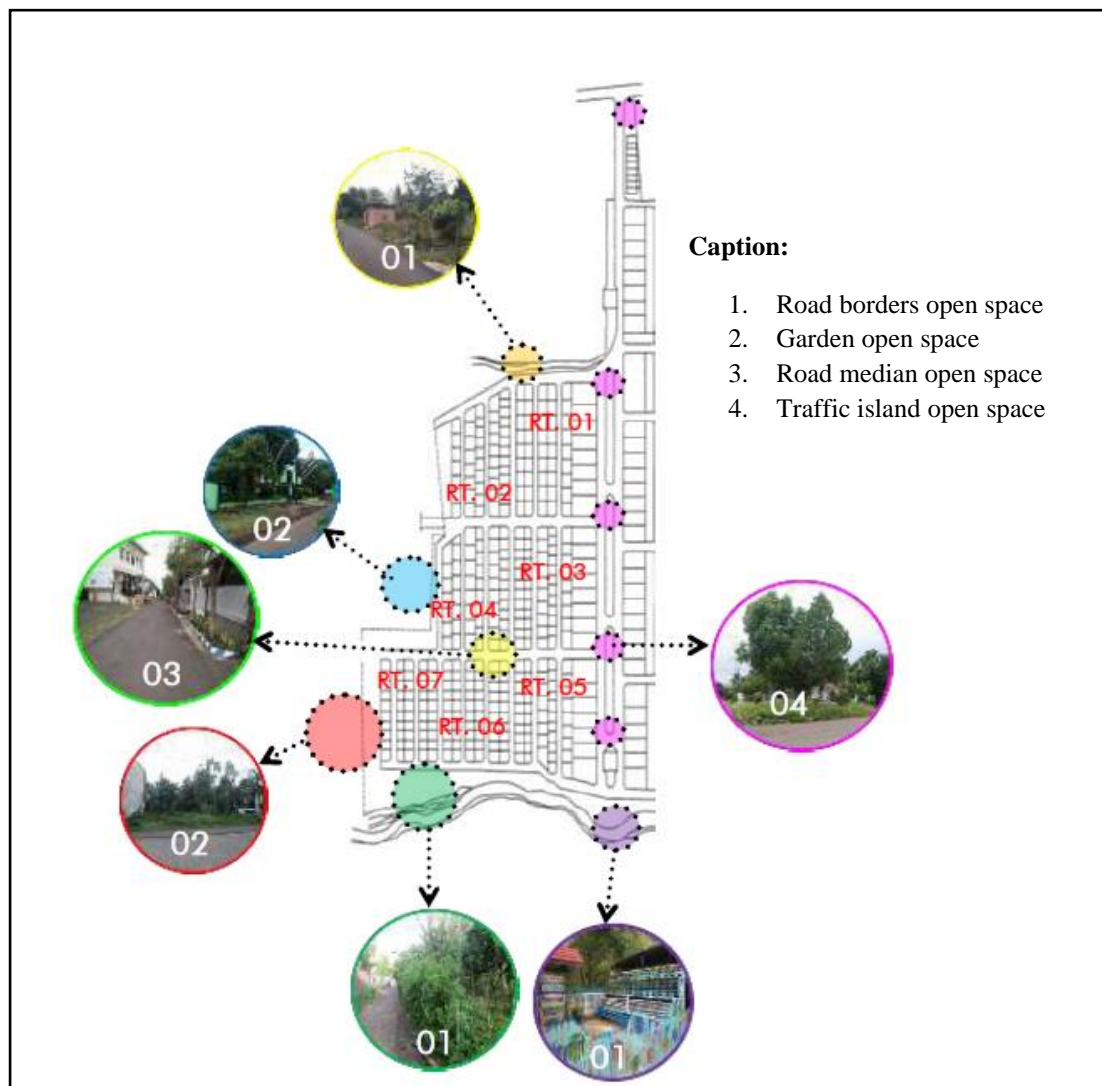 01
Caption:
1. Road borders open space
2. Garden open space
3. Road median open space
4. Traffic island open space
RT. 01
RT. 02
02
RT. 03
RT. 04
03
RT. 07
RT. 05
04
RT. 06
02
01
01